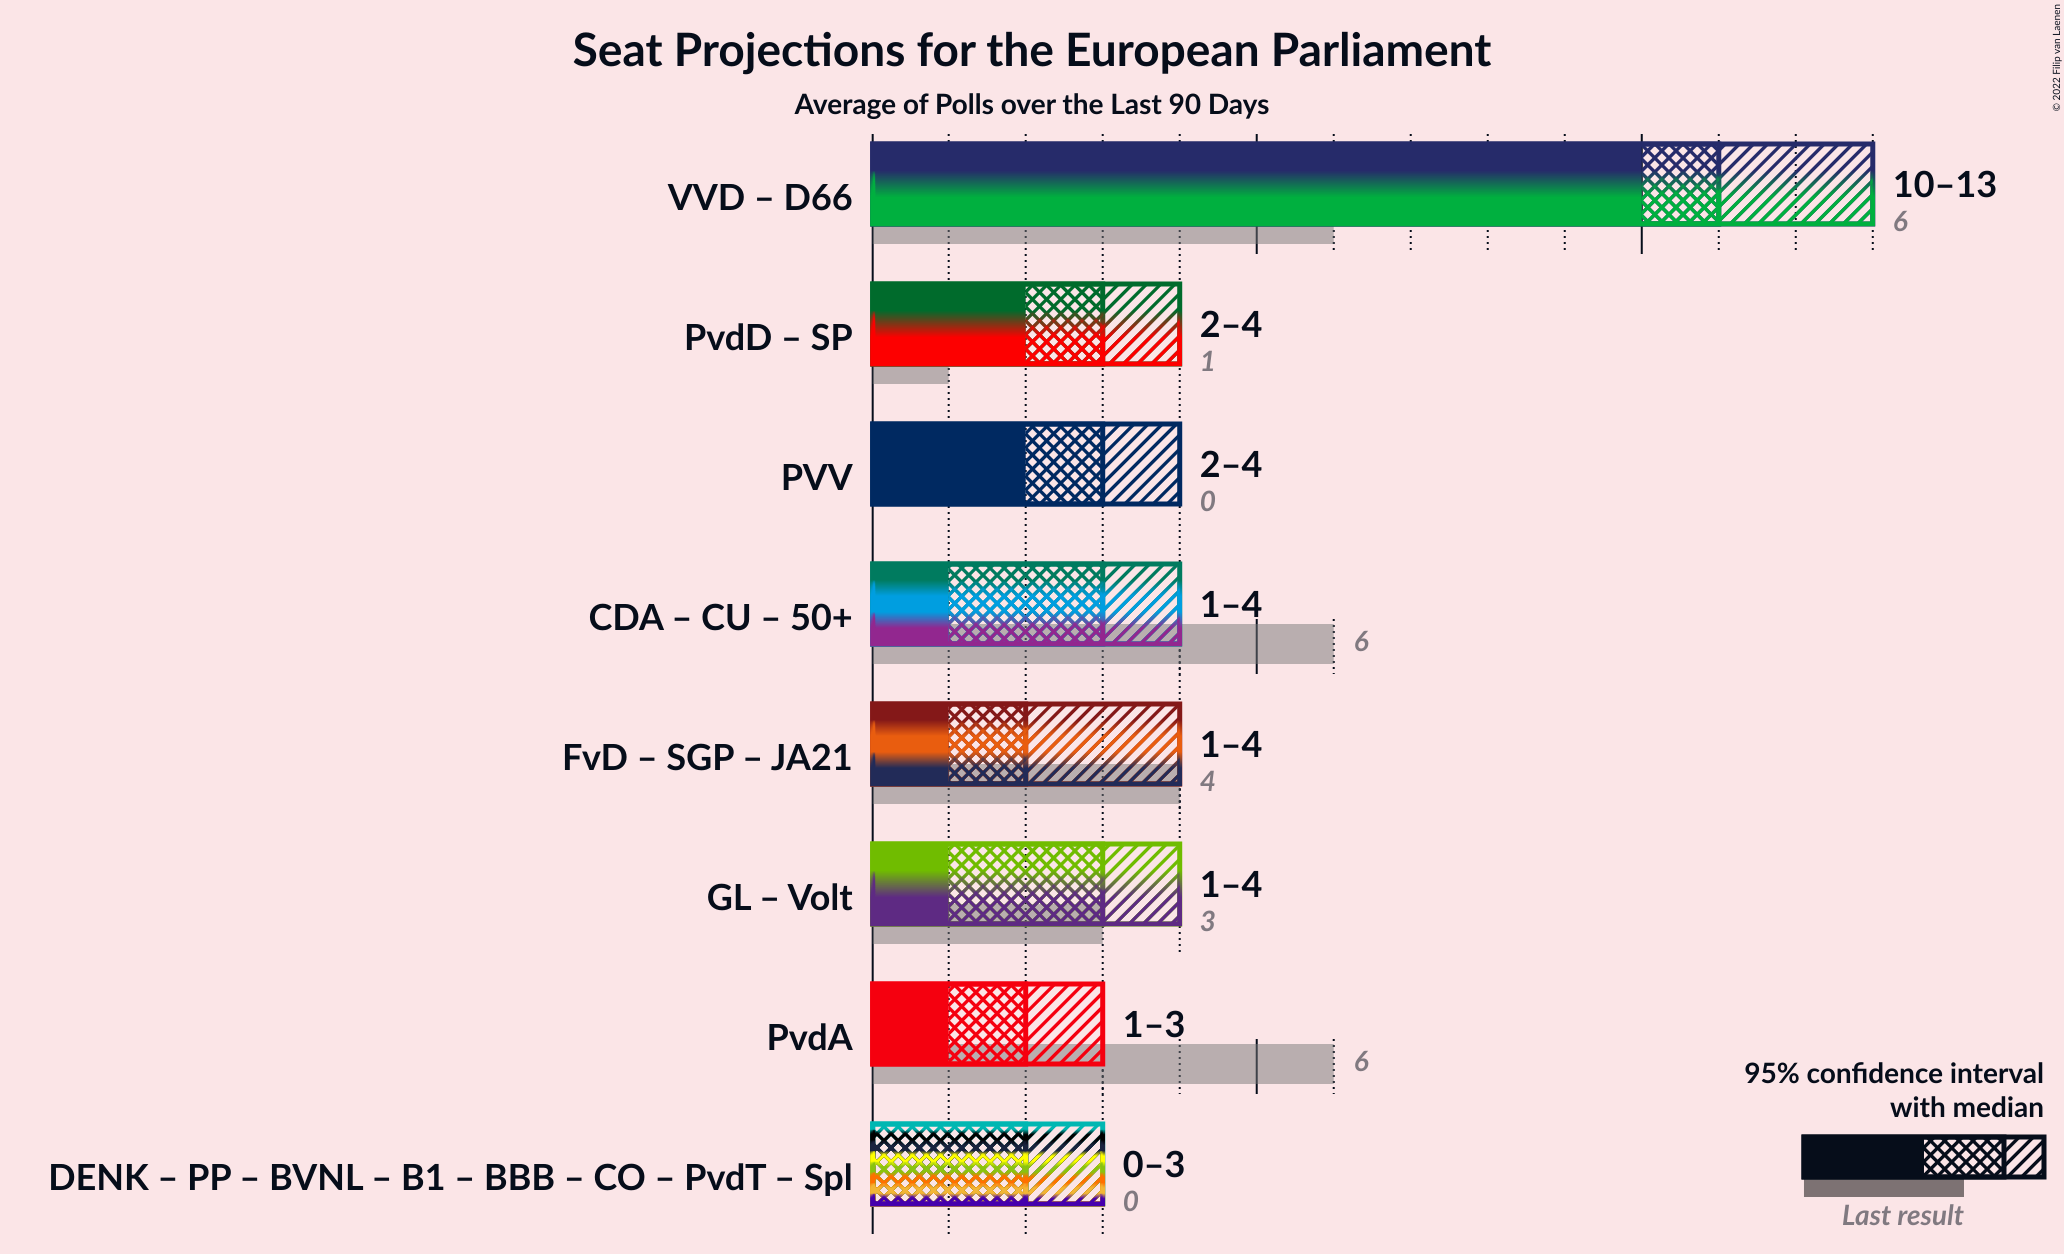 Seat Projections for the European Parliament
Average of Polls over the Last 90 Days
© 2022 Filip van Laenen
VVD – D66
10–13
6
PvdD – SP
2–4
1
PVV
2–4
0
CDA – CU – 50+
1–4
6
FvD – SGP – JA21
1–4
4
GL – Volt
1–4
3
PvdA
1–3
6
DENK – PP – BVNL – B1 – BBB – CO – PvdT – Spl
0–3
0
95% confidence interval
with median
Last result